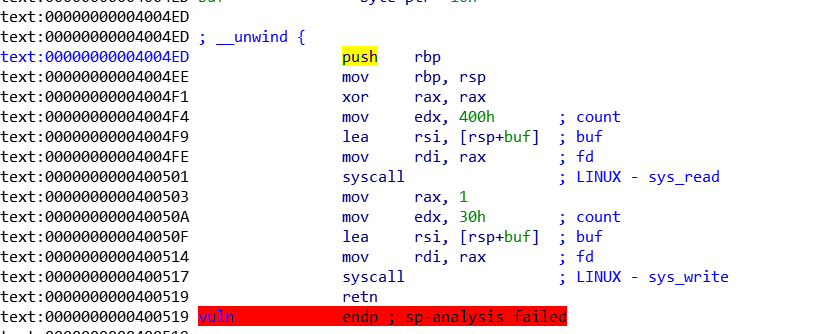 text:00000000004004ED
text:00000000004004ED ; __unwind {
text:00000000004004ED push rbp
text:00000000004004EE mov rbp, rsp
text:00000000004004F1 xor rax, rax
text:00000000004004F4 mov edx, 400h ; count
text:00000000004004F9 lea rsi, [rsp+buf] ; buf
text:00000000004004FE mov rdi, rax ; fd
text:0000000000400501 syscall ; LINUX - sys_read
text:0000000000400503 mov rax, 1
text:000000000040050A mov edx, 30h ; count
text:000000000040050F lea rsi, [rsp+buf] ; buf
text:0000000000400514 mov rdi, rax ; fd
text:0000000000400517 syscall ; LINUX - sys_write
text:0000000000400519 retn
text:0000000000400519 vuln endp ; sp-analysis failed